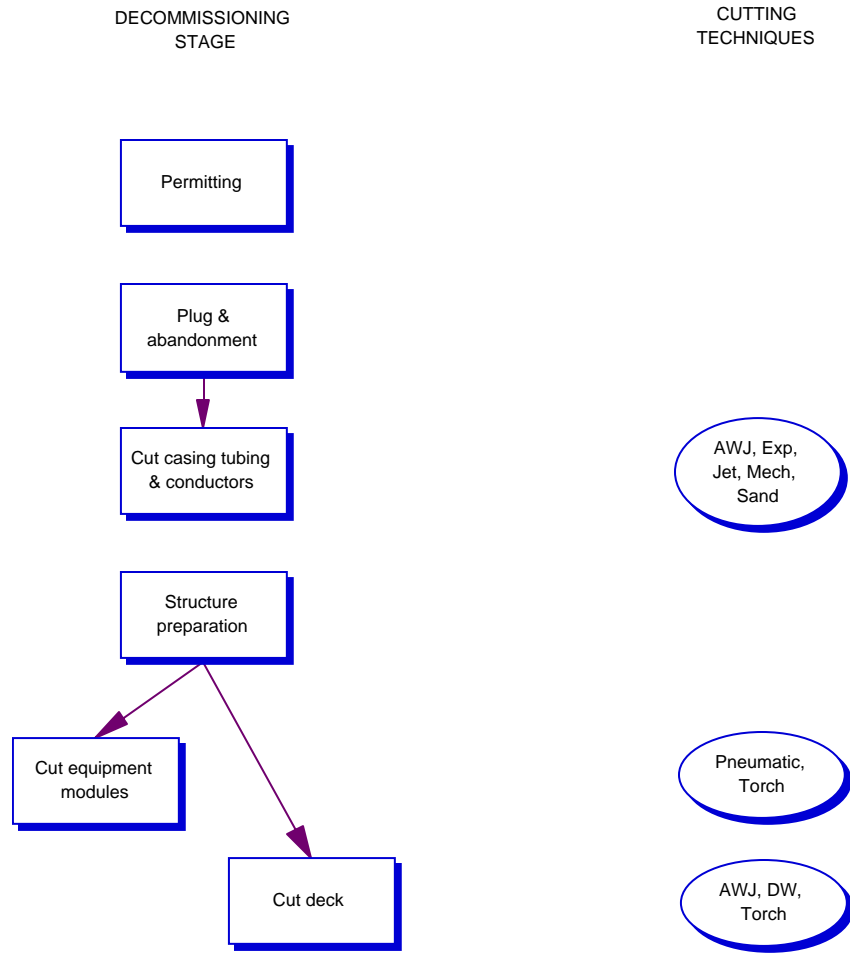 DECOMMISSIONING
STAGE
CUTTING
TECHNIQUES
Permitting
Plug &
abandonment
Cut casing tubing
& conductors
AWJ, Exp,
Jet, Mech,
Sand
Structure
preparation
Cut equipment
modules
Pneumatic,
Torch
Cut deck
AWJ, DW,
Torch